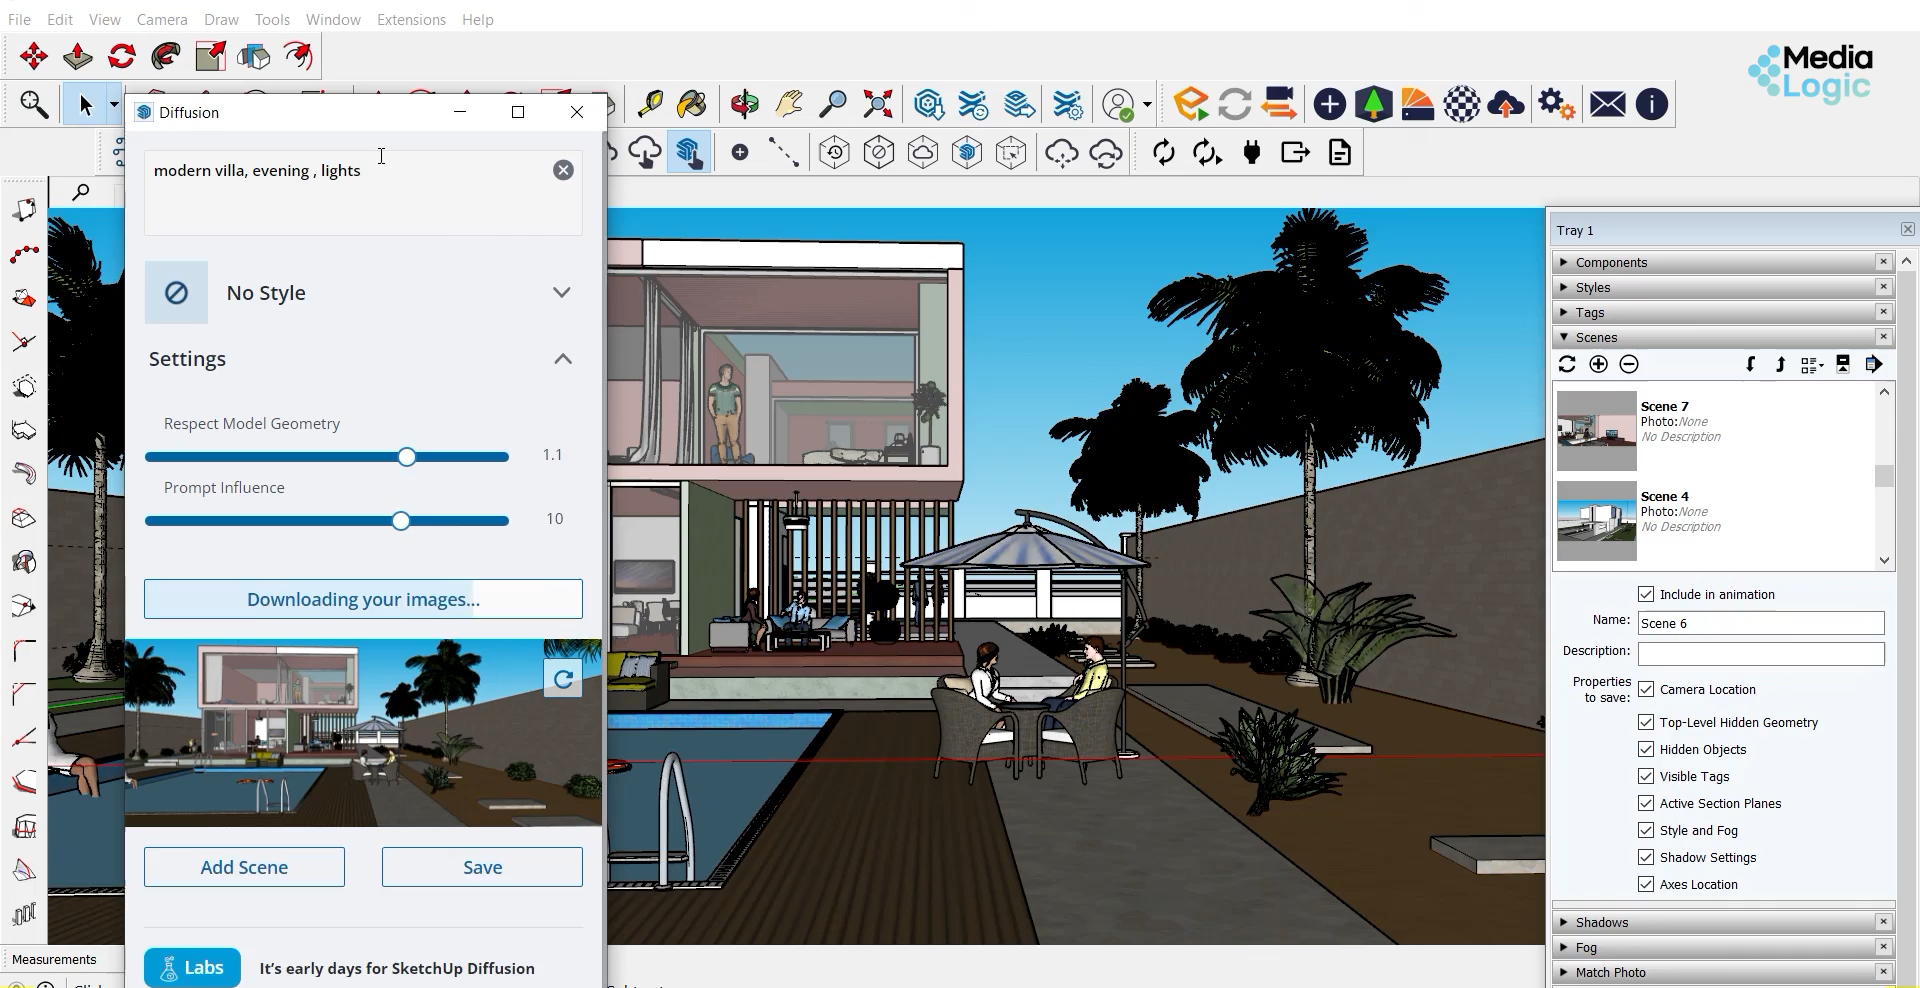 File Edit View Camera Draw Tools Window Extensions Help
Media
Logic
Diffusion
modern villa, evening , lights
No Style
Settings
Respect Model Geometry
1.1
Prompt Influence
10
Downloading your images...
Add Scene
Save
Labs
It's early days for SketchUp Diffusion
Measurements
Tray 1
Components
Styles
Tags
Scenes
Scene 7
Photo:None
No Description
Scene 4
Photo:None
No Description
Include in animation
Name: Scene 6
Description:
Properties
to save:
Camera Location
Top-Level Hidden Geometry
Hidden Objects
Visible Tags
Active Section Planes
Style and Fog
Shadow Settings
Axes Location
Shadows
Fog
Match Photo